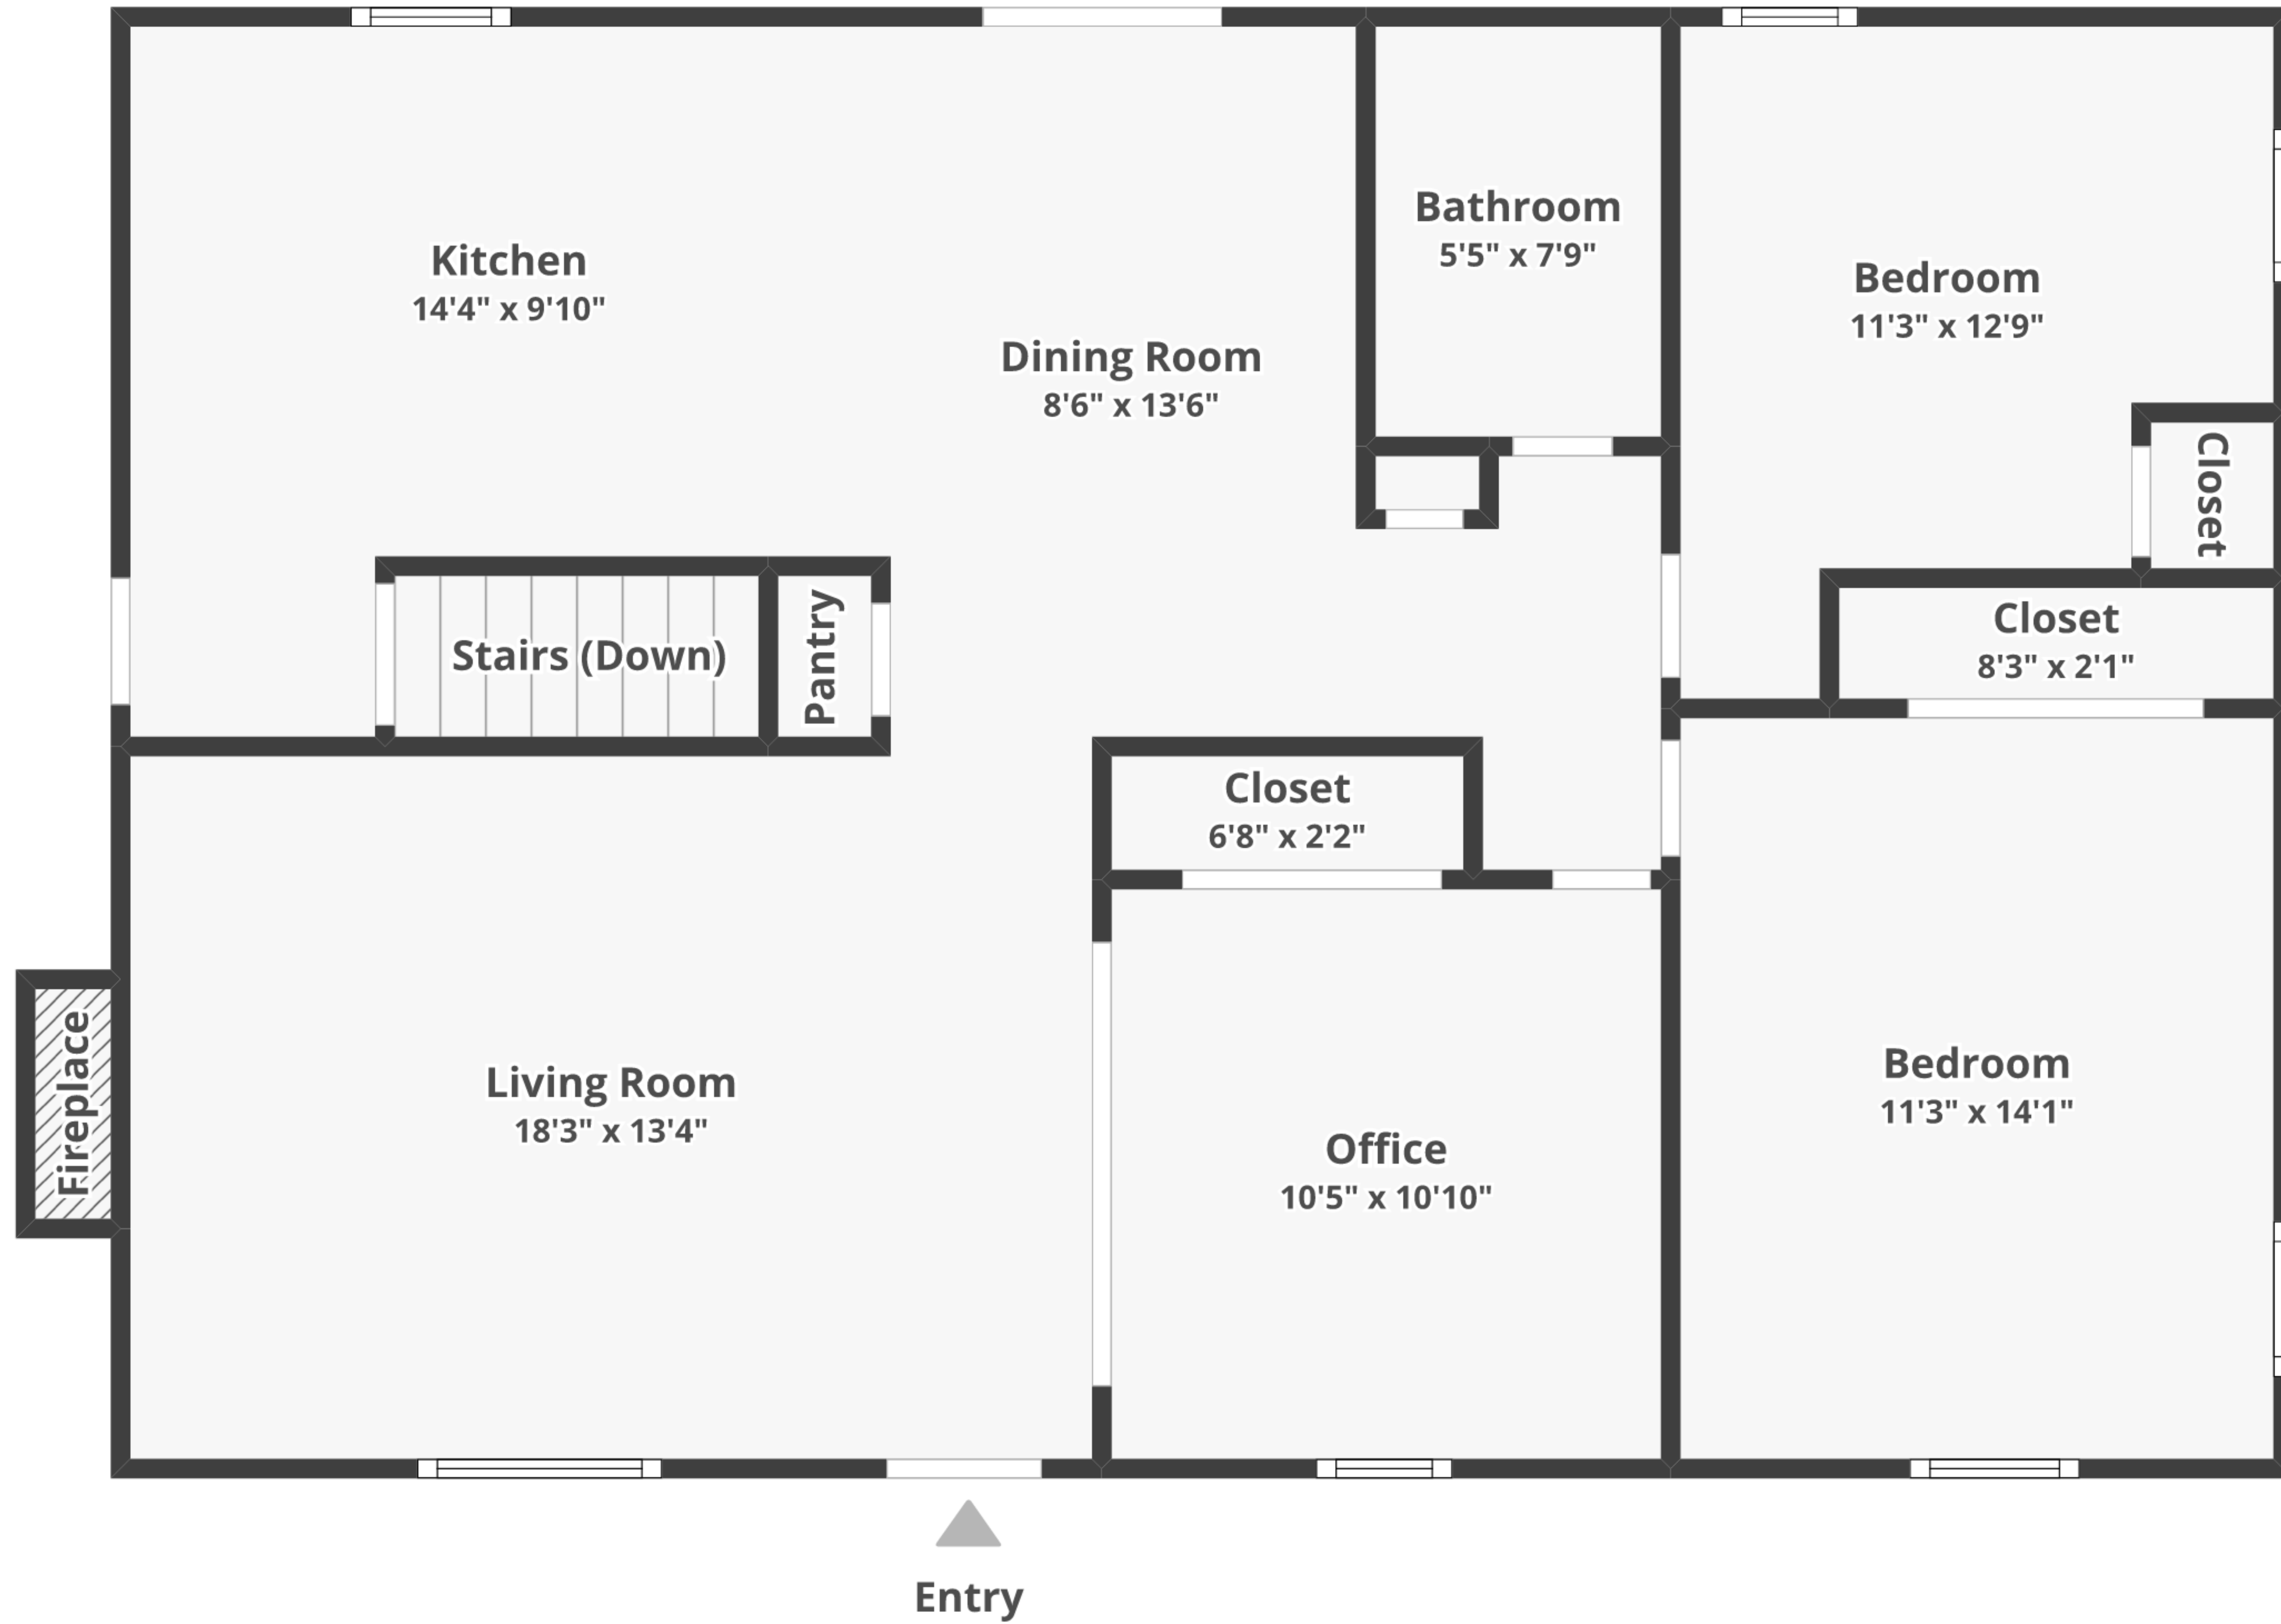 Kitchen
14'4" x 9'10"
Dining Room
8'6" x 13'6"
Bathroom
5'5" x 7'9"
Bedroom
11'3" x 12'9"
Closet
Closet
8'3" x 2'1"
Stairs (Down)
Pantry
Closet
6'8" x 2'2"
Fireplace
Living Room
18'3" x 13'4"
Office
10'5" x 10'10"
Bedroom
11'3" x 14'1"
Entry